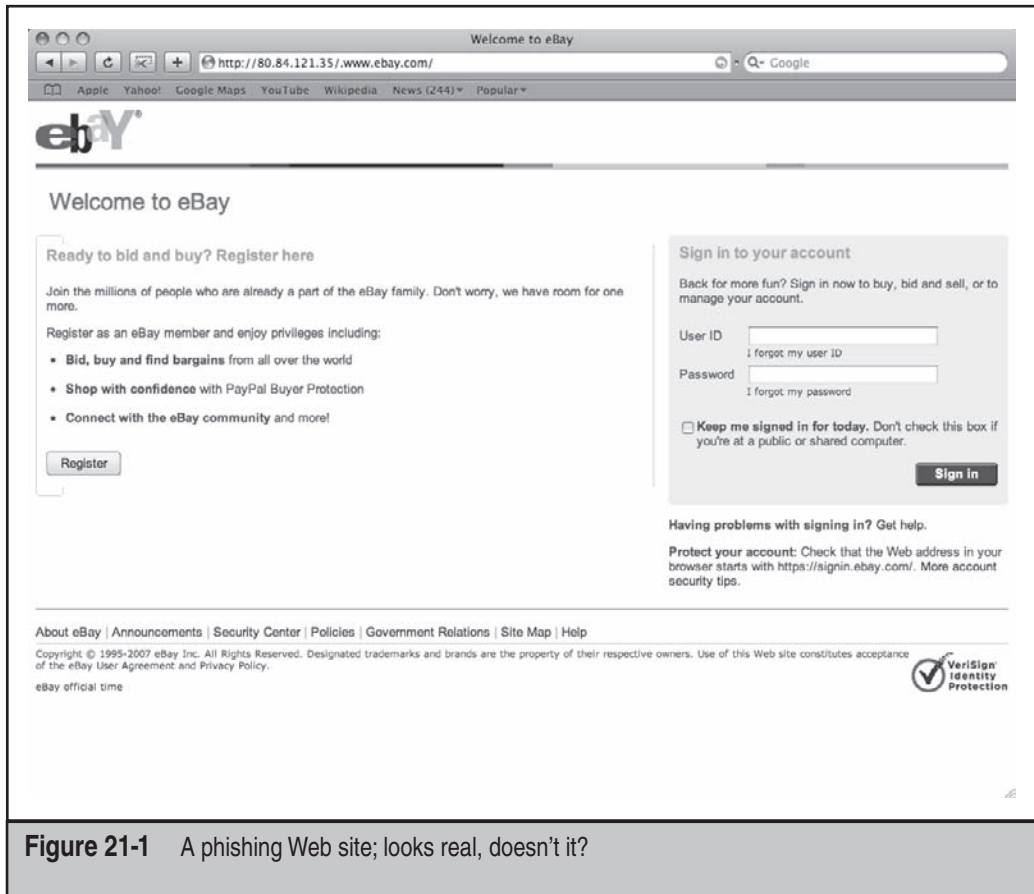 Welcome to eBay
http://80.84.121.35/.www.ebay.com/
Google
Apple Yahoo! Google Maps YouTube Wikipedia News (244) Popular
ebaY®
Welcome to eBay
Ready to bid and buy? Register here
Join the millions of people who are already a part of the eBay family. Don't worry, we have room for one
more.
Register as an eBay member and enjoy privileges including:
• Bid, buy and find bargains from all over the world
• Shop with confidence with PayPal Buyer Protection
• Connect with the eBay community and more!
Register
Sign in to your account
Back for more fun? Sign in now to buy, bid and sell, or to
manage your account.
User ID
I forgot my user ID
Password
I forgot my password
Keep me signed in for today. Don't check this box if
you're at a public or shared computer.
Sign in
Having problems with signing in? Get help.
Protect your account: Check that the Web address in your
browser starts with https://signin.ebay.com/. More account
security tips.
About eBay | Announcements | Security Center | Policies | Government Relations | Site Map | Help
Copyright © 1995-2007 eBay Inc. All Rights Reserved. Designated trademarks and brands are the property of their respective owners. Use of this Web site constitutes acceptance
of the eBay User Agreement and Privacy Policy.
eBay official time
VeriSign
Identity
Protection
Figure 21-1 A phishing Web site; looks real, doesn't it?